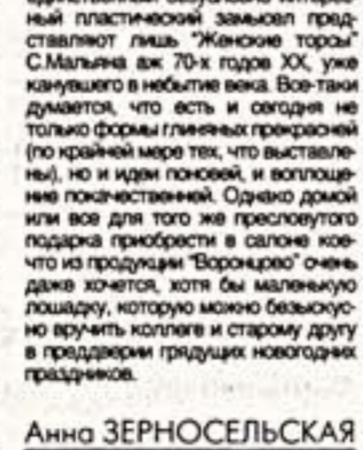 ный пластический замысел пред-
ставляют лишь "Женские торсы"
С.Мальяна аж 70-х годов XX, уже
канувшего в небытие века. Все-таки
думается, что есть и сегодня не
только формы глиняных прекрасней
(по крайней мере тех, что выставле-
ны), но и идеи поновей, и воплоще-
ние покачественней. Однако домой
или все для того же пресловутого
подарка приобрести в салоне кое-
что из продукции "Воронцово" очень
даже хочется, хотя бы маленькую
лошадку, которую можно безыскус-
но вручить коллеге и старому другу
в преддверии грядущих новогодних
праздников.
Анна ЗЕРНОСЕЛЬСКАЯ